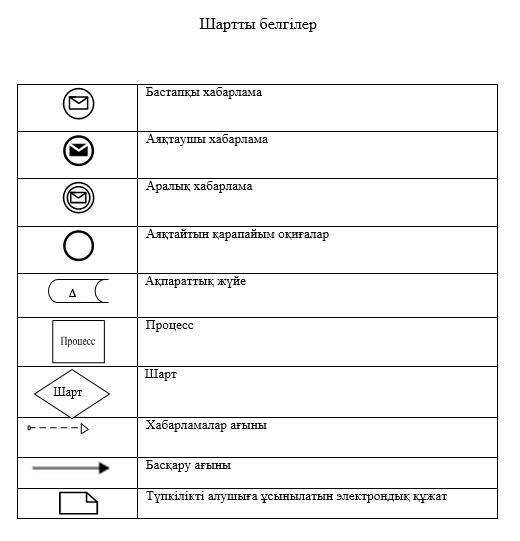 Шартты белгілер
Бастапқы хабарлама
Аяқтаушы хабарлама
Аралық хабарлама
Аяқтайтын қарапайым оқиғалар
Δ
Ақпараттық жүйе
Процесс
Процесс
Шарт
Шарт
Хабарламалар ағыны
Басқару ағыны
Түпкілікті алушыға ұсынылатын электрондық құжат